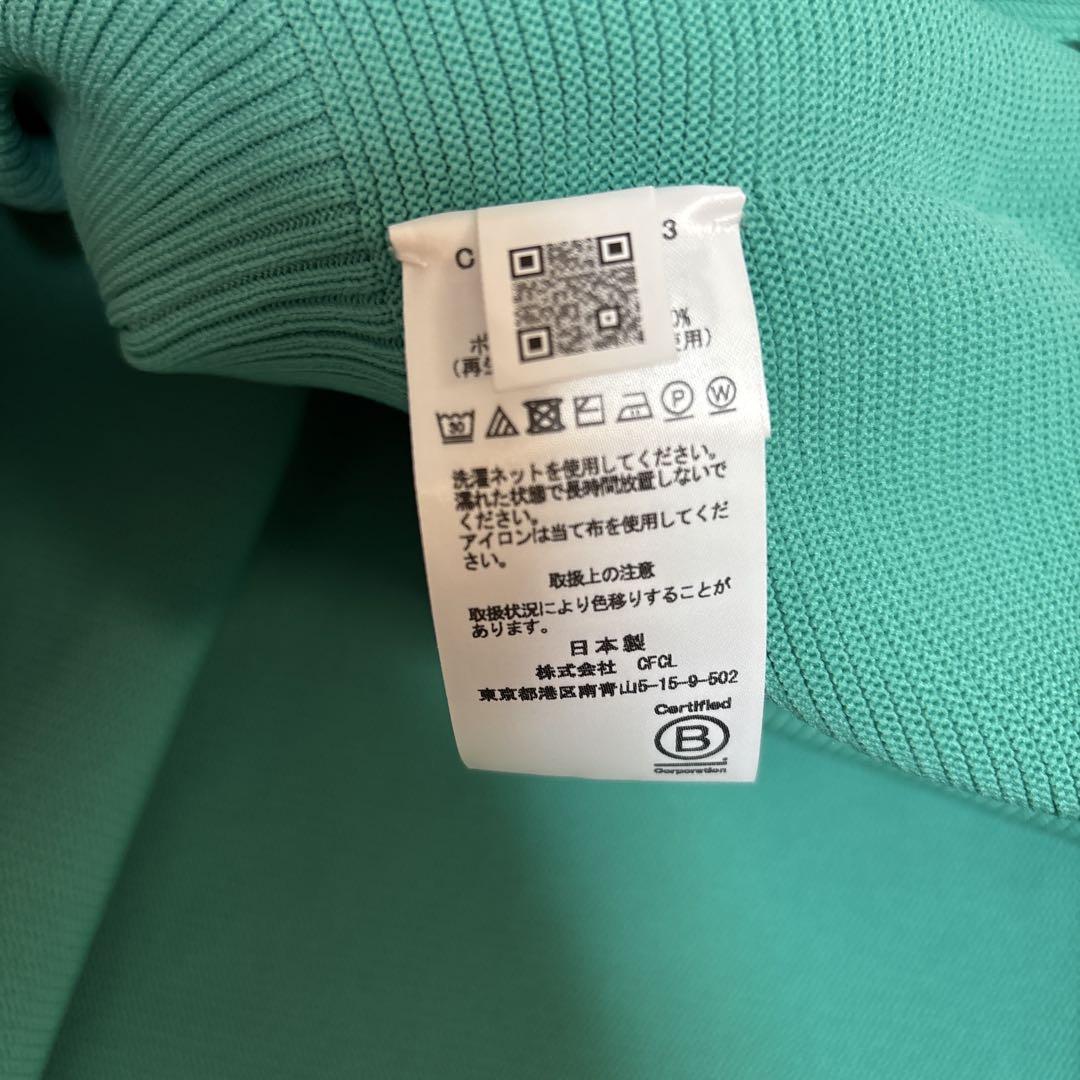 C 3
ポ 0%
(再生 使用)
30 P W
洗濯ネットを使用してください。
濡れた状態で長時間放置しないで
ください。
アイロンは当て布を使用してくだ
さい。
取扱上の注意
取扱状況により色移りすることが
あります。
日本製
株式会社 CFCL
東京都港区南青山5-15-9-502
Certified
B
Corporation